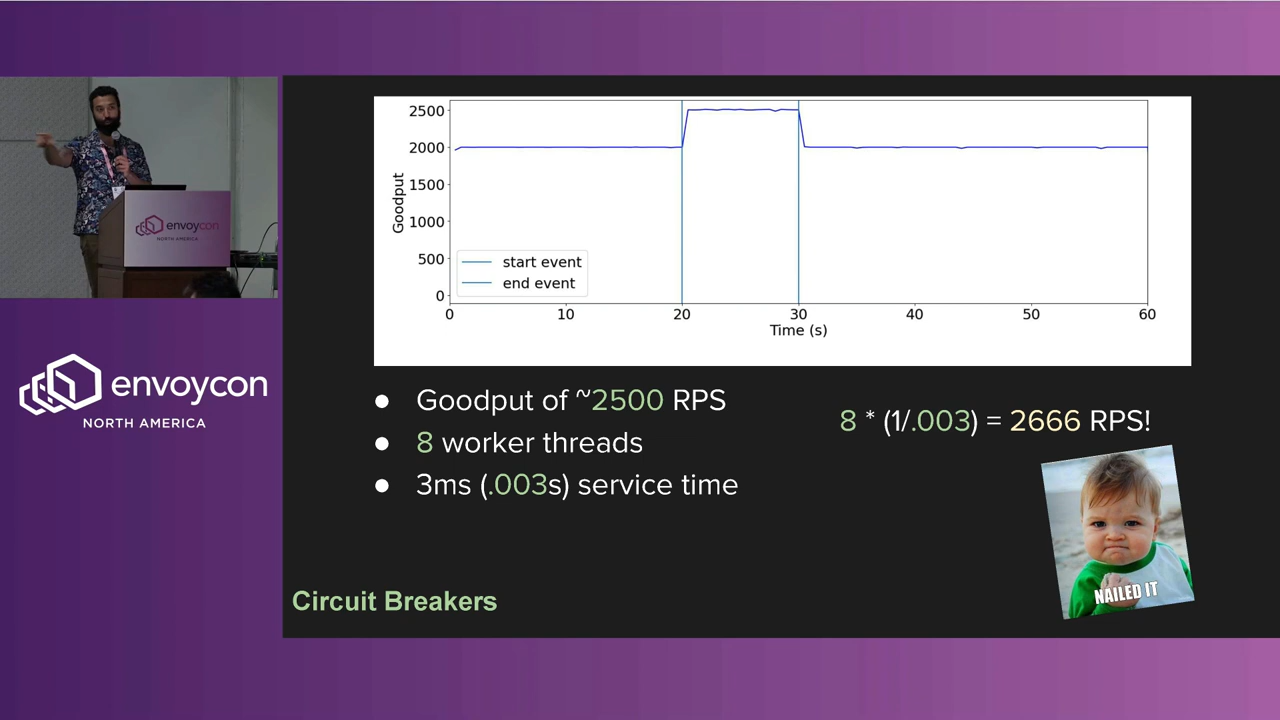 envoycon
NORTH AMERICA
envoycon
NORTH AMERICA
2500
2000
1500
1000
500
0
Goodput
start event
end event
0 10 20 30 40 50 60
Time (s)
● Goodput of ~2500 RPS
● 8 worker threads
● 3ms (.003s) service time
8 * (1/.003) = 2666 RPS!
NAILED IT
Circuit Breakers